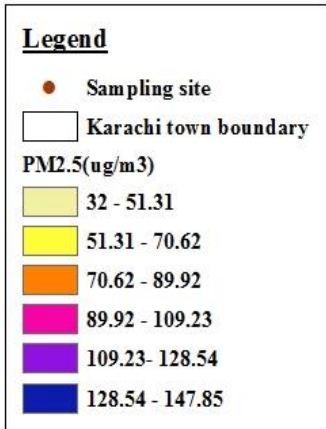 Legend
Sampling site
Karachi town boundary
PM2.5(ug/m3)
32 - 51.31
51.31 - 70.62
70.62 - 89.92
89.92 - 109.23
109.23- 128.54
128.54 - 147.85